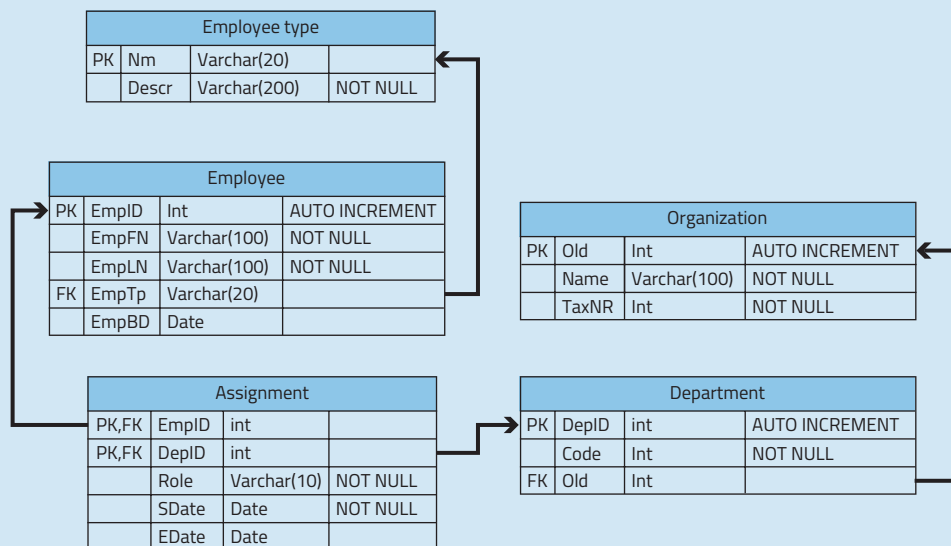 Employee type
PK Nm Varchar(20)
Descr Varchar(200) NOT NULL
Employee
PK EmpID Int AUTO INCREMENT
EmpFN Varchar(100) NOT NULL
EmpLN Varchar(100) NOT NULL
FK EmpTp Varchar(20)
EmpBD Date
Organization
PK OId Int AUTO INCREMENT
Name Varchar(100) NOT NULL
TaxNR Int NOT NULL
Assignment
PK,FK EmpID int
PK,FK DepID int
Role Varchar(10) NOT NULL
SDate Date NOT NULL
EDate Date
Department
PK DepID int AUTO INCREMENT
Code Int NOT NULL
FK OId Int